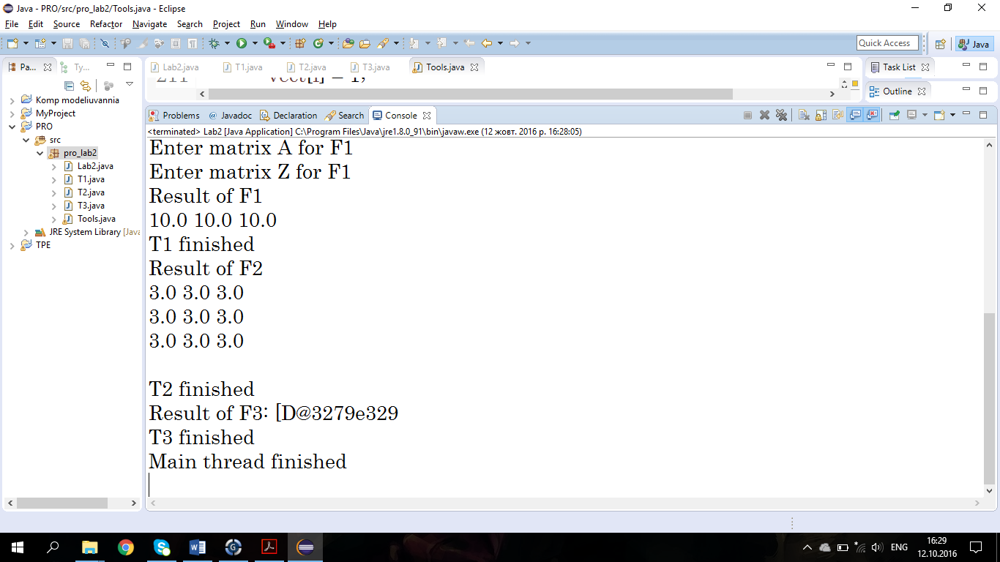 Java - PRO/src/pro_lab2/Tools.java - Eclipse
File Edit Source Refactor Navigate Search Project Run Window Help
Quick Access
Java
Pa...
Ty...
Lab2.java
T1.java
T2.java
T3.java
Tools.java
Task List
Outline
211 vect[i] = 1;
Komp modeliuvannia
MyProject
PRO
src
pro_lab2
Lab2.java
T1.java
T2.java
T3.java
Tools.java
JRE System Library [Java
TPE
Problems
@ Javadoc
Declaration
Search
Console
<terminated> Lab2 [Java Application] C:\Program Files\Java\jre1.8.0_91\bin\javaw.exe (12 жовт. 2016 р. 16:28:05)
Enter matrix A for F1
Enter matrix Z for F1
Result of F1
10.0 10.0 10.0
T1 finished
Result of F2
3.0 3.0 3.0
3.0 3.0 3.0
3.0 3.0 3.0
T2 finished
Result of F3: [D@3279e329
T3 finished
Main thread finished
ENG
16:29
12.10.2016